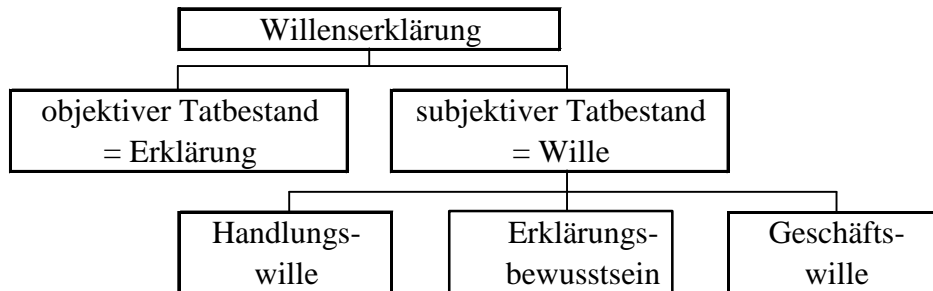 Willenserklärung
objektiver Tatbestand
= Erklärung
subjektiver Tatbestand
= Wille
Handlungs-
wille
Erklärungs-
bewusstsein
Geschäfts-
wille